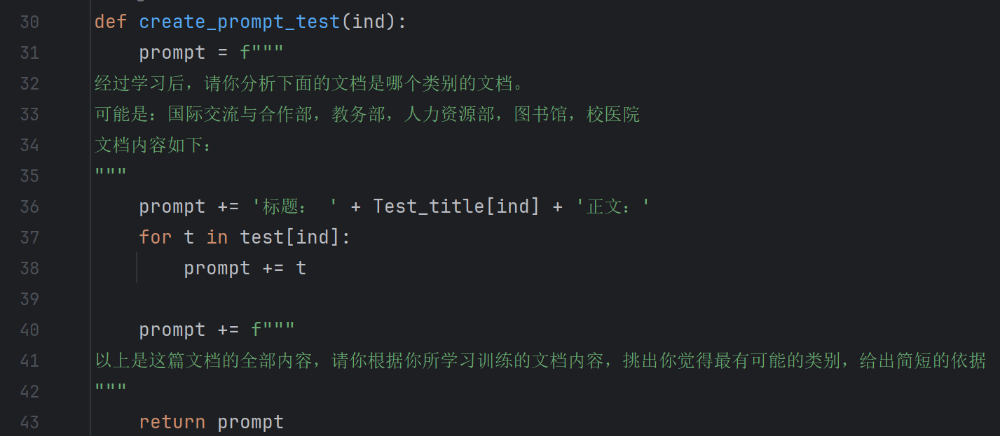 30 def create_prompt_test(ind):
31     prompt = f"""
32 经过学习后，请你分析下面的文档是哪个类别的文档。
33 可能是：国际交流与合作部，教务部，人力资源部，图书馆，校医院
34 文档内容如下：
35 """
36     prompt += '标题： ' + Test_title[ind] + '正文：'
37     for t in test[ind]:
38         prompt += t
39
40     prompt += f"""
41 以上是这篇文档的全部内容，请你根据你所学习训练的文档内容，挑出你觉得最有可能的类别，给出简短的依据
42 """
43     return prompt